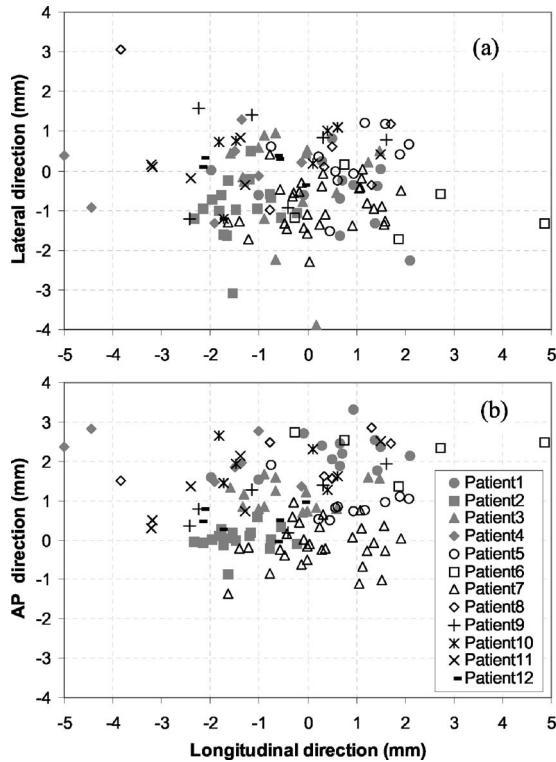 4
3
2
1
0
-1
-2
-3
-4
Lateral direction (mm)
(a)
-5 -4 -3 -2 -1 0 1 2 3 4 5
4
3
2
1
0
-1
-2
-3
-4
AP direction (mm)
(b)
Patient1
Patient2
Patient3
Patient4
Patient5
Patient6
Patient7
Patient8
Patient9
Patient10
Patient11
Patient12
-5 -4 -3 -2 -1 0 1 2 3 4 5
Longitudinal direction (mm)